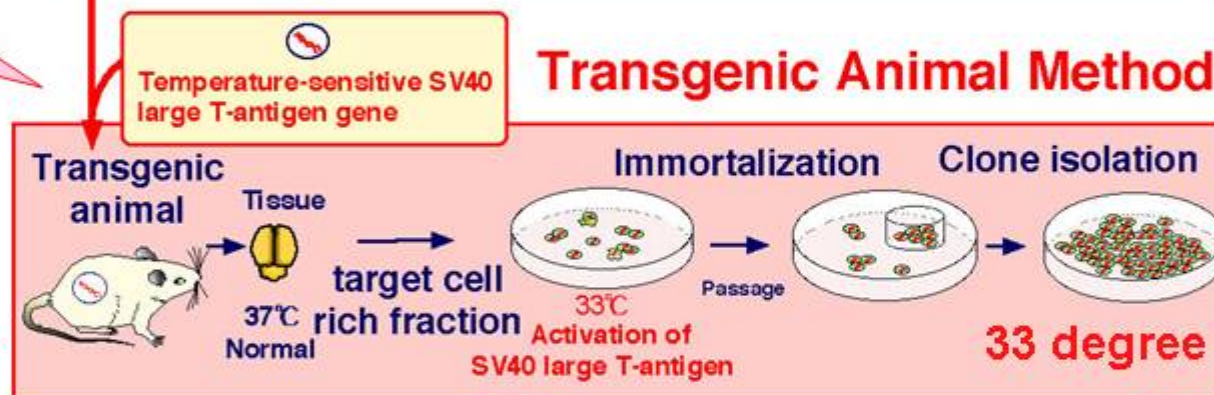 Temperature-sensitive SV40
large T-antigen gene
Transgenic Animal Method
Transgenic
animal
Tissue
37℃
Normal
target cell
rich fraction
Immortalization
33℃
Activation of
SV40 large T-antigen
Passage
Clone isolation
33 degree